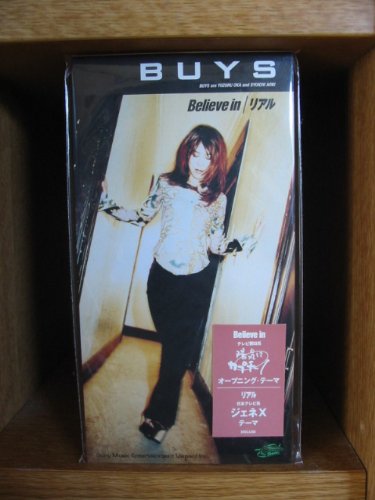 BUYS
BUYS are YUZURU OKA and SYOICHI AOKI
Believe in / リアル
Believe in
オープニング・テーマ
リアル
日本テレビ系
ジェネX
テーマ